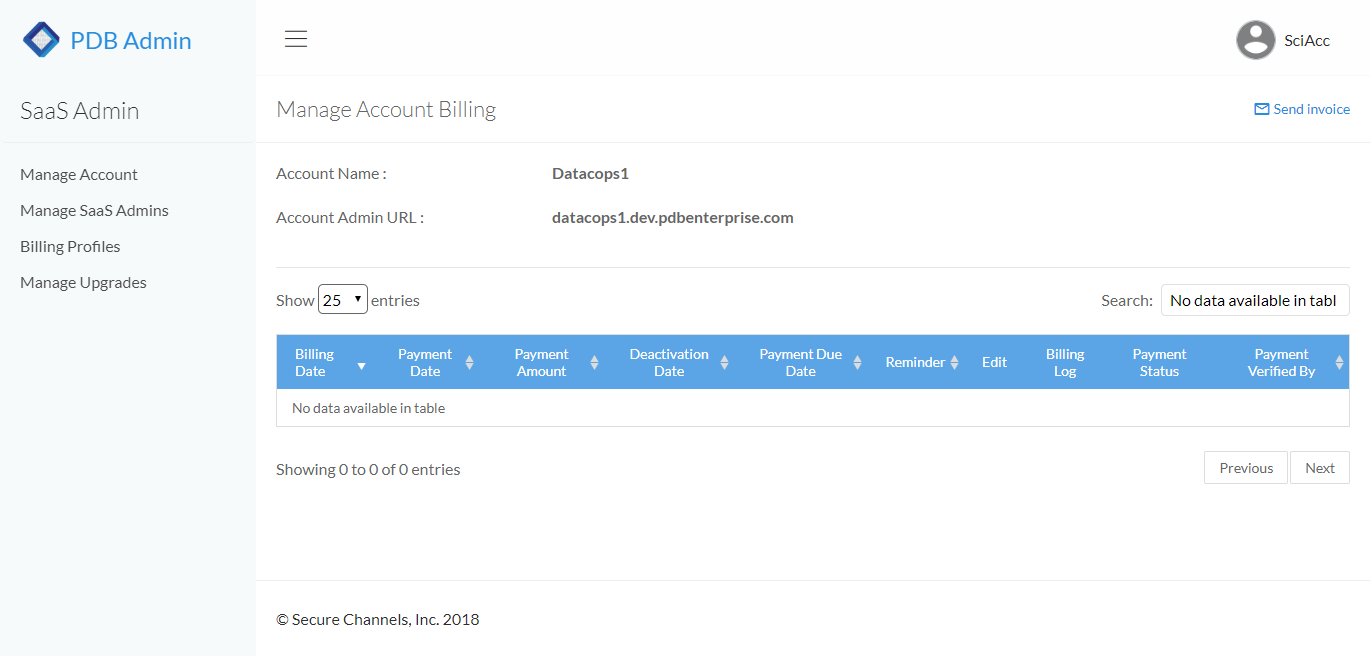 PDB Admin
SciAcc
SaaS Admin
Manage Account Billing
Send invoice
Manage Account
Manage SaaS Admins
Billing Profiles
Manage Upgrades
Account Name :
Datacops1
Account Admin URL :
datacops1.dev.pdbenterprise.com
Show 25 entries
Search: No data available in tabl
Billing Date
Payment Date
Payment Amount
Deactivation Date
Payment Due Date
Reminder
Edit
Billing Log
Payment Status
Payment Verified By
No data available in table
Showing 0 to 0 of 0 entries
Previous
Next
© Secure Channels, Inc. 2018